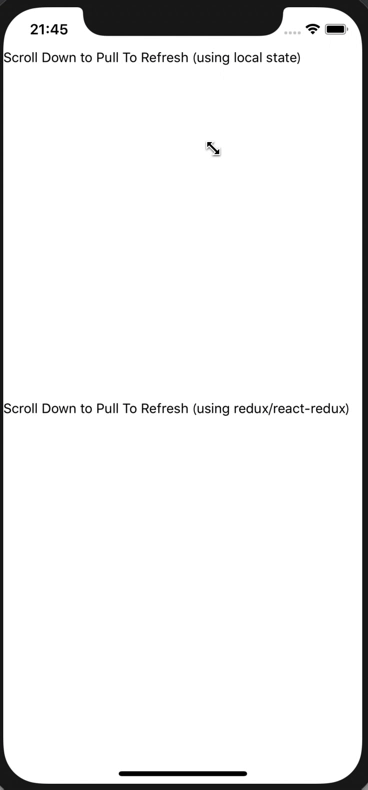 21:45
Scroll Down to Pull To Refresh (using local state)
Scroll Down to Pull To Refresh (using redux/react-redux)